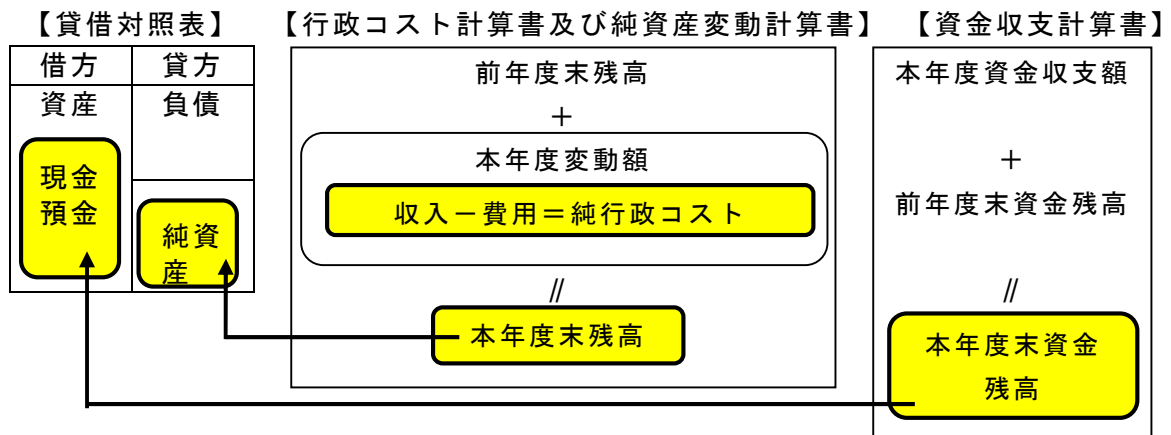 【貸借対照表】
借方 貸方
資産 負債
現金
預金
純資
産
【行政コスト計算書及び純資産変動計算書】
前年度末残高
＋
本年度変動額
収入－費用＝純行政コスト
〃
本年度末残高
【資金収支計算書】
本年度資金収支額
＋
前年度末資金残高
〃
本年度末資金
残高